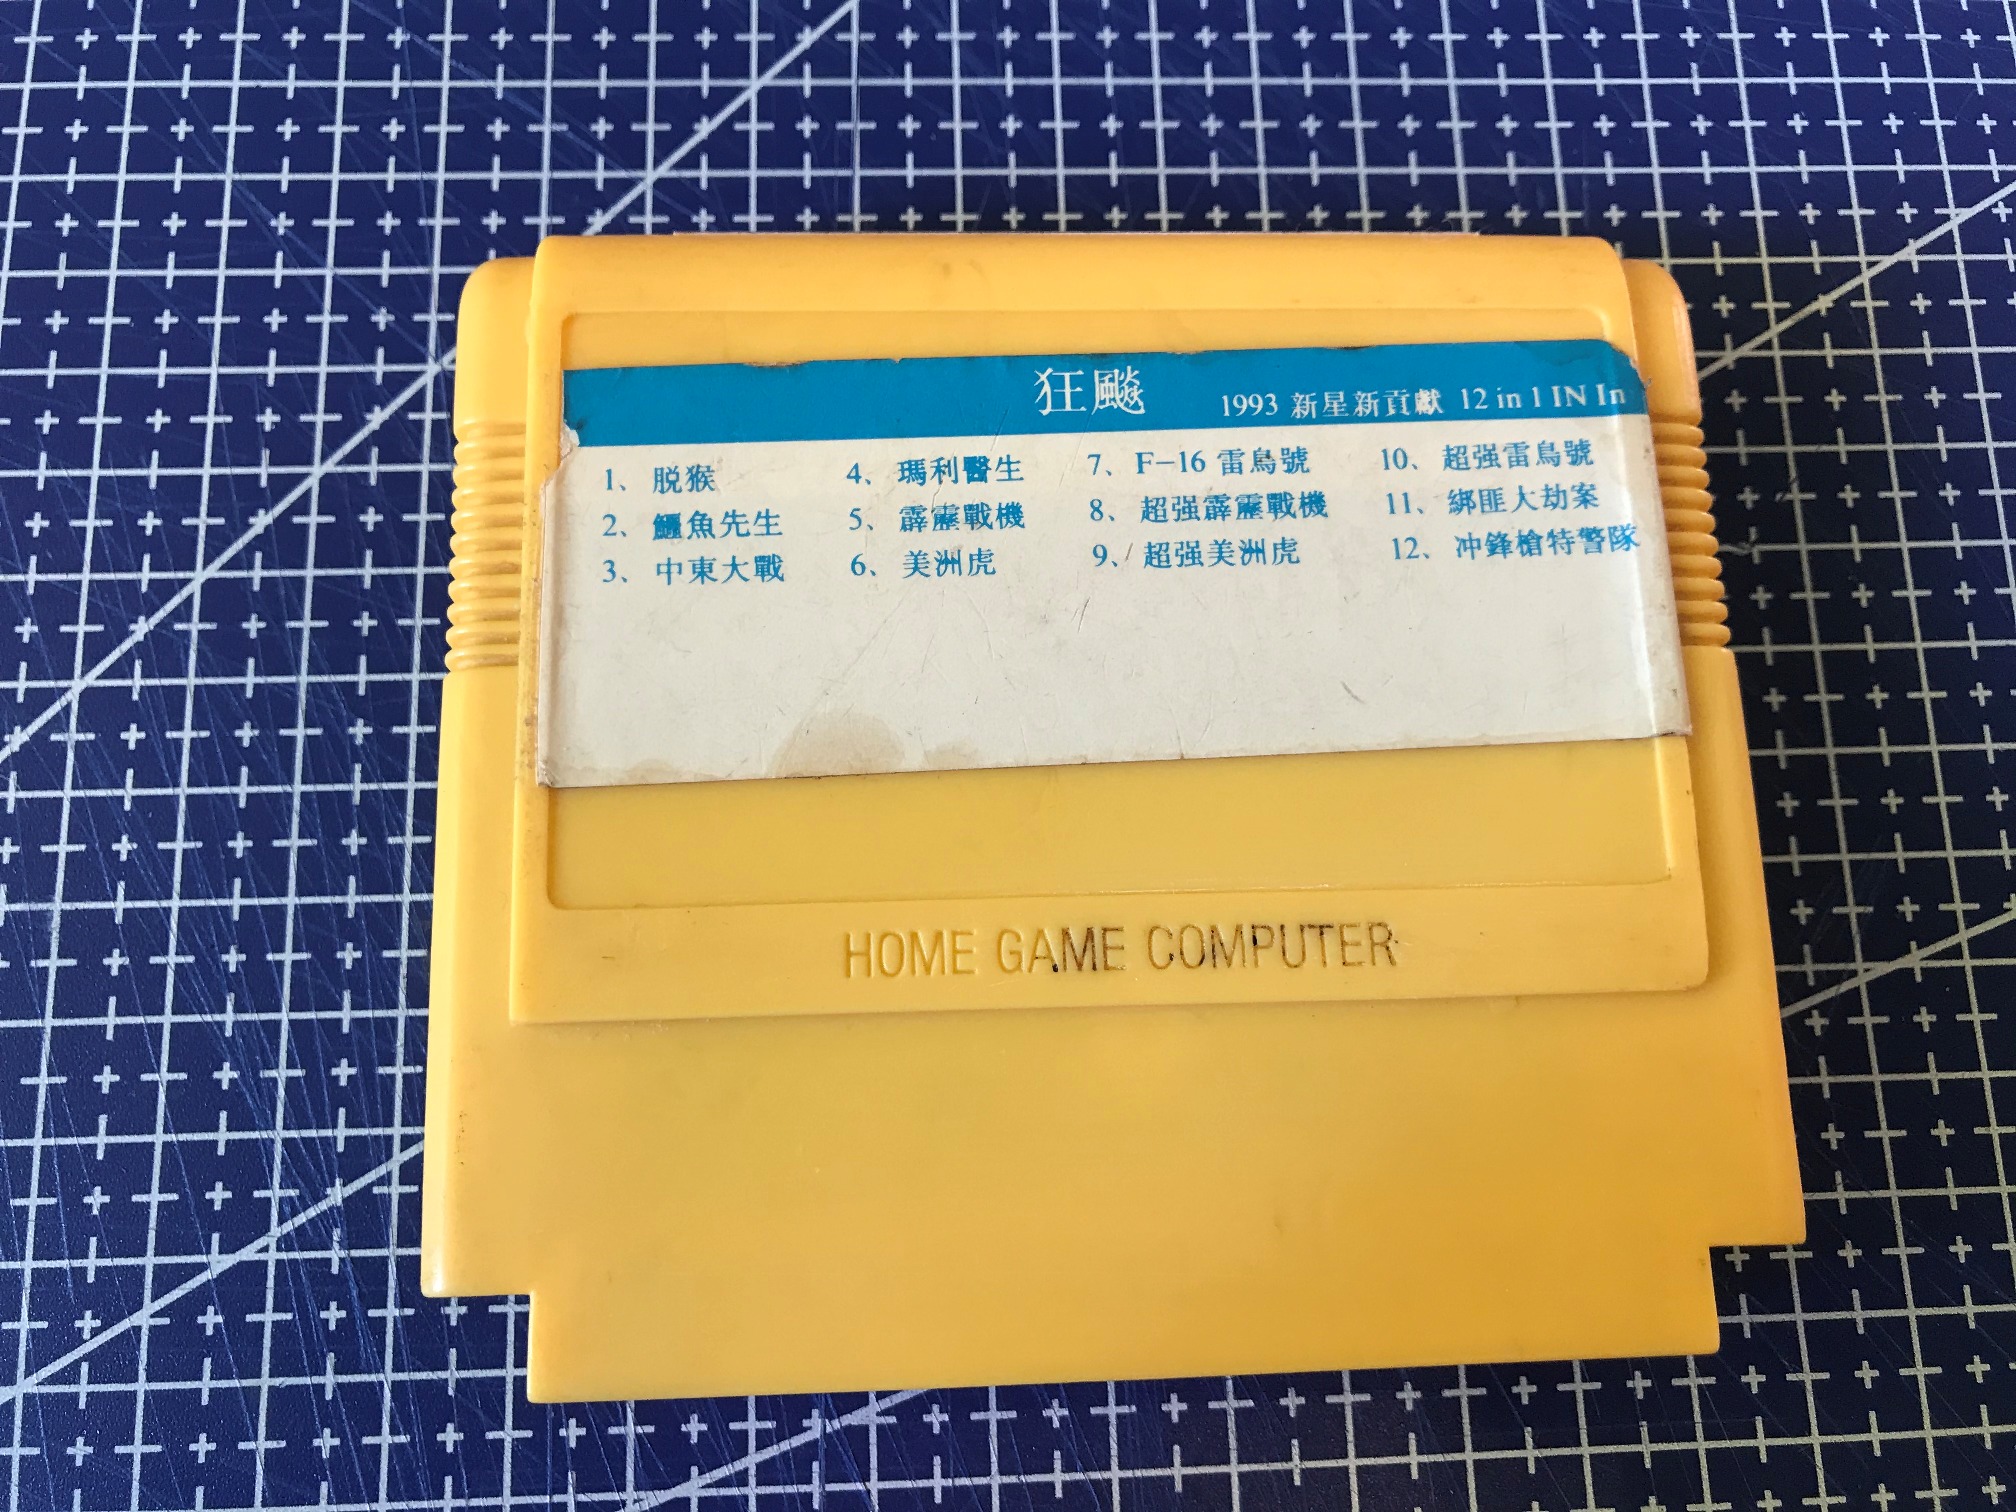 狂飈
1993 新星新貢獻 12 in 1 IN In
1、脱猴
2、鱷魚先生
3、中東大戰
4、瑪利醫生
5、霹靂戰機
6、美洲虎
7、F-16 雷鳥號
8、超强霹靂戰機
9、超强美洲虎
10、超强雷鳥號
11、綁匪大劫案
12、冲鋒槍特警隊
HOME GAME COMPUTER